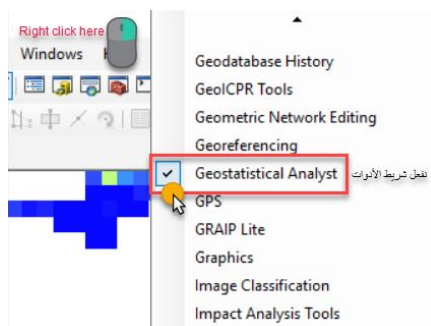 Right click here
Windows
Geodatabase History
GeoICPR Tools
Geometric Network Editing
Georeferencing
Geostatistical Analyst
نفعل شريط الأدوات
GPS
GRAIP Lite
Graphics
Image Classification
Impact Analysis Tools